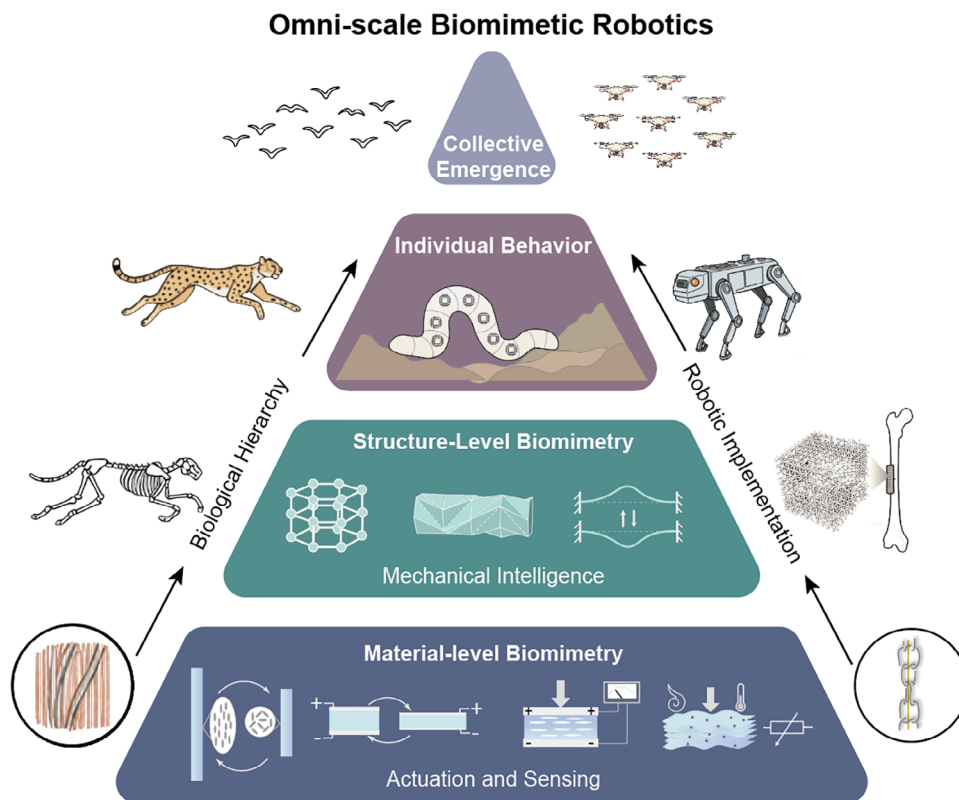 Omni-scale Biomimetic Robotics
Collective
Emergence
Individual Behavior
Biological Hierarchy
Robotic Implementation
Structure-Level Biomimetry
Mechanical Intelligence
Material-level Biomimetry
+ +
- -
+
-
Actuation and Sensing